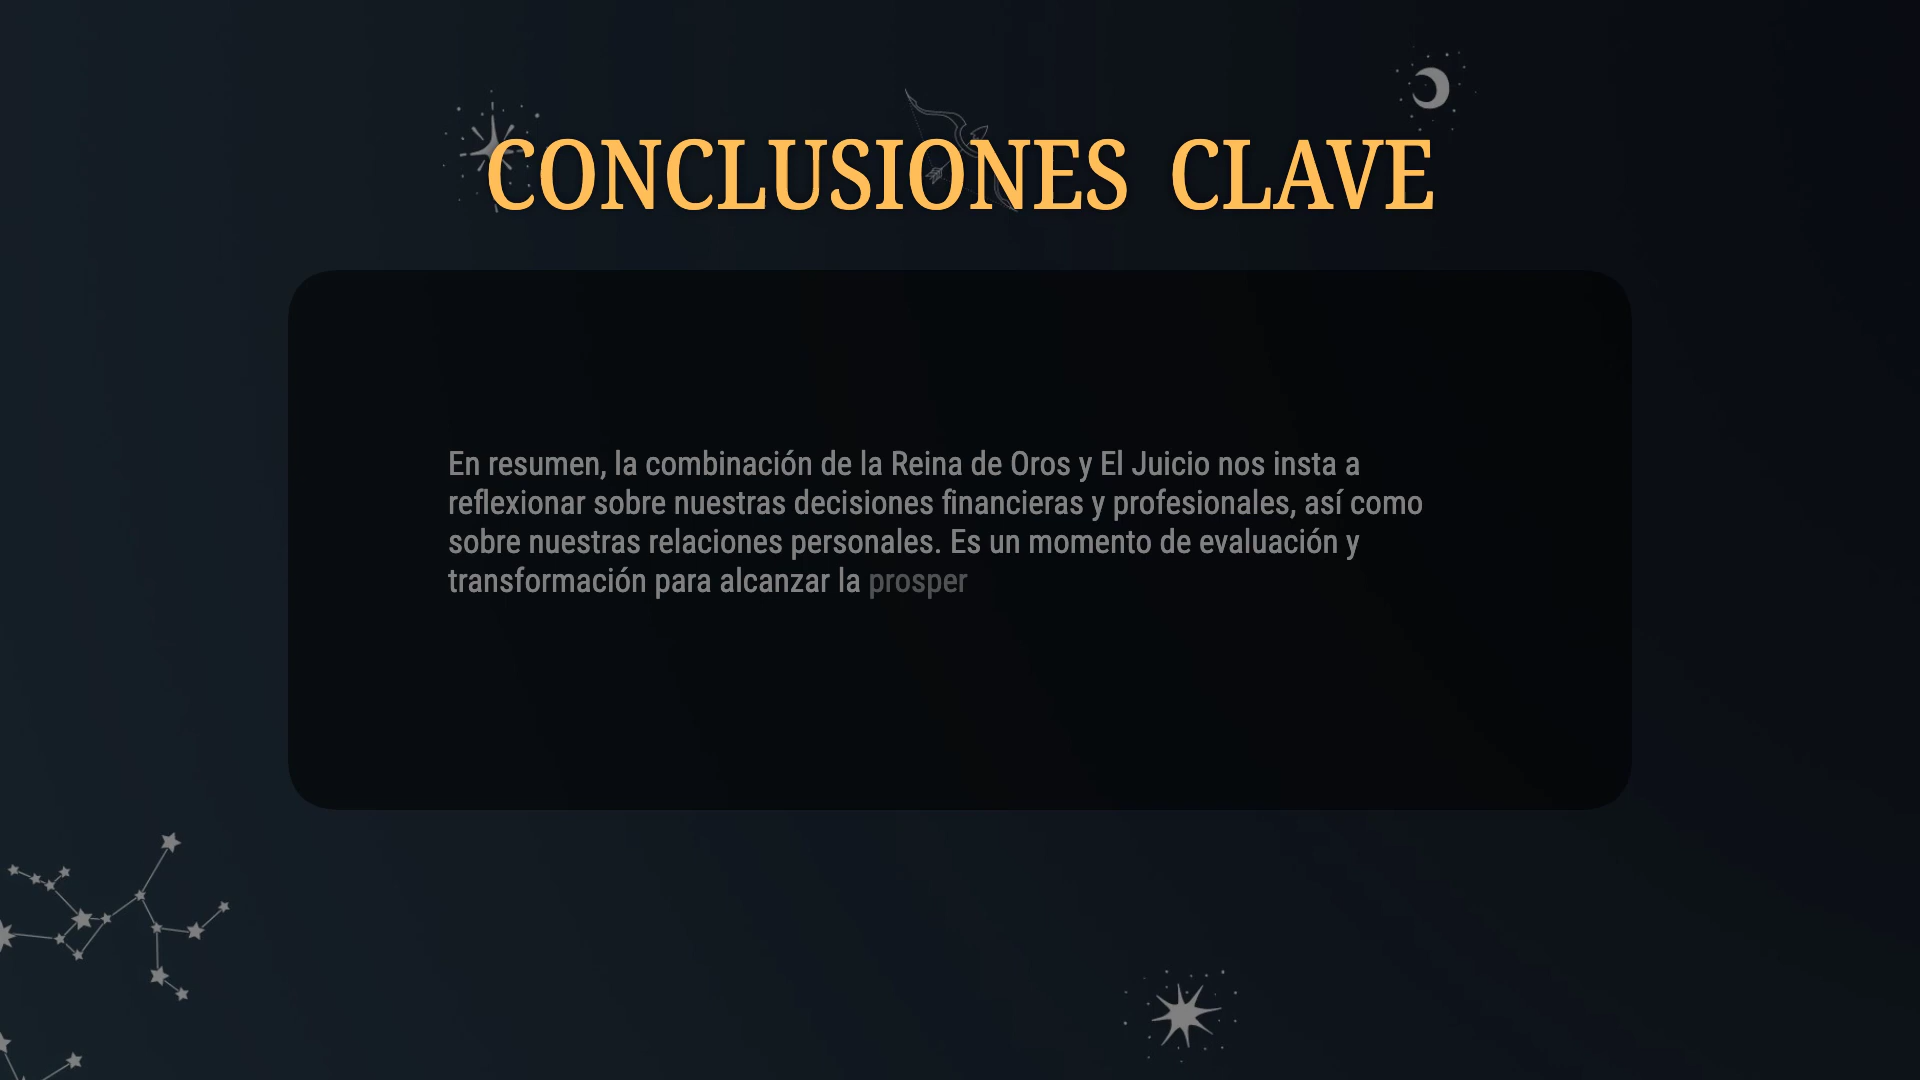 CONCLUSIONES CLAVE
En resumen, la combinación de la Reina de Oros y El Juicio nos insta a
reflexionar sobre nuestras decisiones financieras y profesionales, así como
sobre nuestras relaciones personales. Es un momento de evaluación y
transformación para alcanzar la prosper